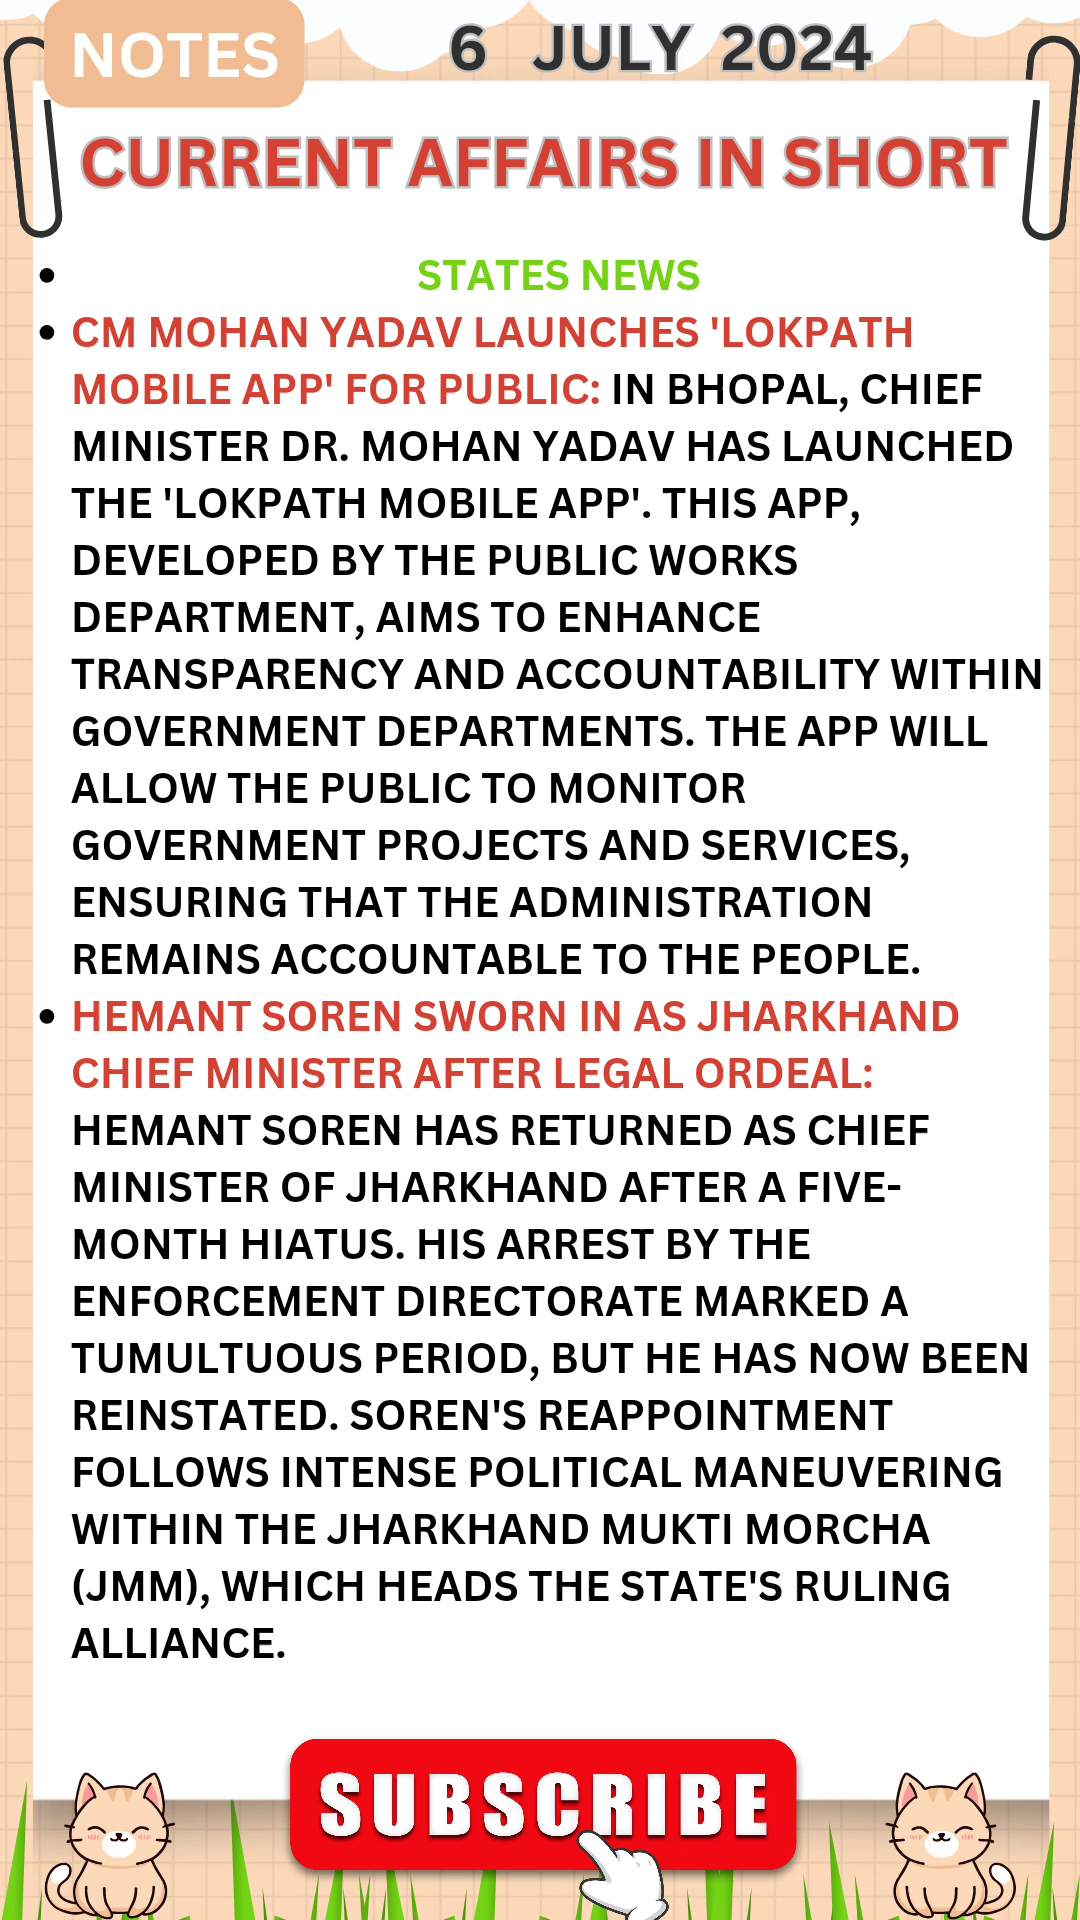 NOTES
6 JULY 2024
CURRENT AFFAIRS IN SHORT
• STATES NEWS
• CM MOHAN YADAV LAUNCHES 'LOKPATH
MOBILE APP' FOR PUBLIC: IN BHOPAL, CHIEF
MINISTER DR. MOHAN YADAV HAS LAUNCHED
THE 'LOKPATH MOBILE APP'. THIS APP,
DEVELOPED BY THE PUBLIC WORKS
DEPARTMENT, AIMS TO ENHANCE
TRANSPARENCY AND ACCOUNTABILITY WITHIN
GOVERNMENT DEPARTMENTS. THE APP WILL
ALLOW THE PUBLIC TO MONITOR
GOVERNMENT PROJECTS AND SERVICES,
ENSURING THAT THE ADMINISTRATION
REMAINS ACCOUNTABLE TO THE PEOPLE.
• HEMANT SOREN SWORN IN AS JHARKHAND
CHIEF MINISTER AFTER LEGAL ORDEAL:
HEMANT SOREN HAS RETURNED AS CHIEF
MINISTER OF JHARKHAND AFTER A FIVE-
MONTH HIATUS. HIS ARREST BY THE
ENFORCEMENT DIRECTORATE MARKED A
TUMULTUOUS PERIOD, BUT HE HAS NOW BEEN
REINSTATED. SOREN'S REAPPOINTMENT
FOLLOWS INTENSE POLITICAL MANEUVERING
WITHIN THE JHARKHAND MUKTI MORCHA
(JMM), WHICH HEADS THE STATE'S RULING
ALLIANCE.
SUBSCRIBE